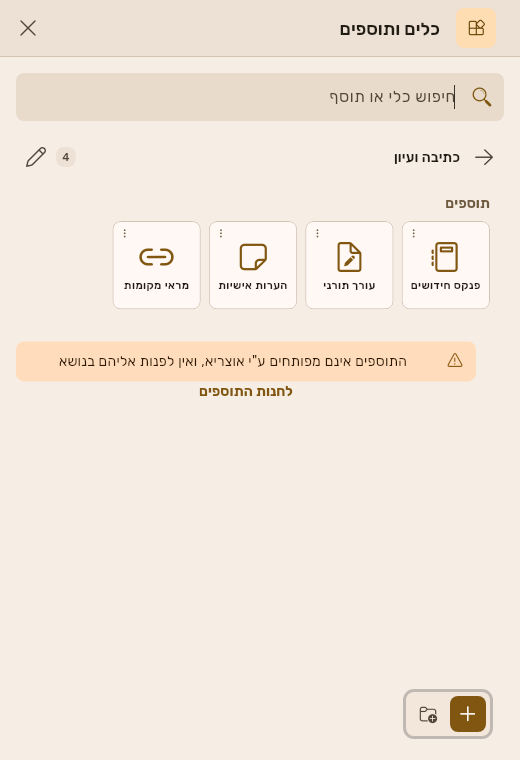 כלים ותוספים
חיפוש כלי או תוסף
כתיבה ועיון
4
תוספים
פנקס חידושים
עורך תורני
הערות אישיות
מראי מקומות
התוספים אינם מפותחים ע"י אוצריא, ואין לפנות אליהם בנושא
לחנות התוספים